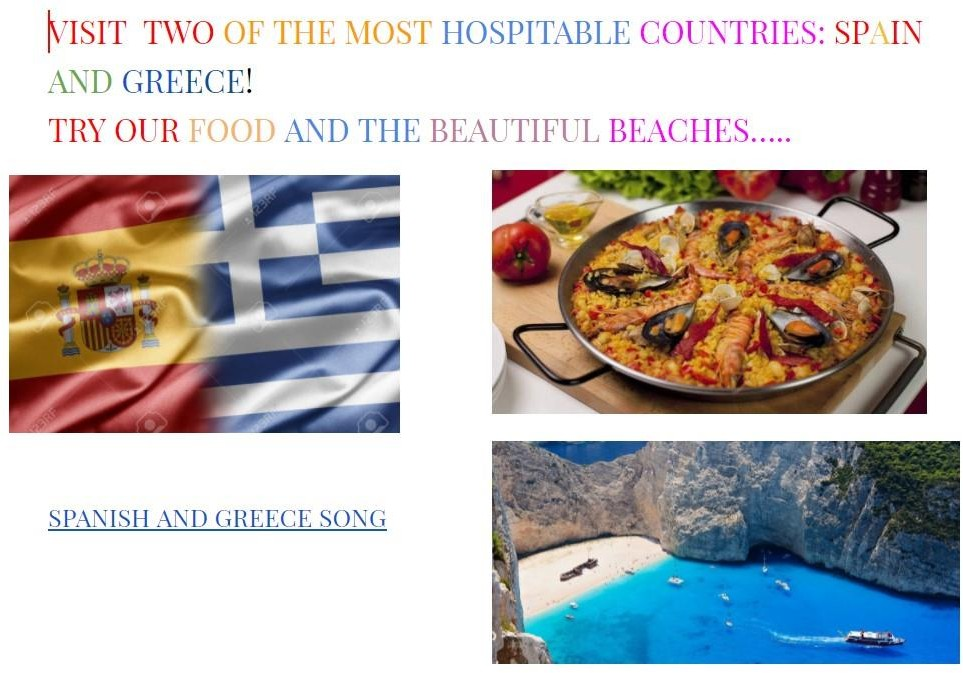 VISIT TWO OF THE MOST HOSPITABLE COUNTRIES: SPAIN
AND GREECE!
TRY OUR FOOD AND THE BEAUTIFUL BEACHES.....
123RF
SPANISH AND GREECE SONG